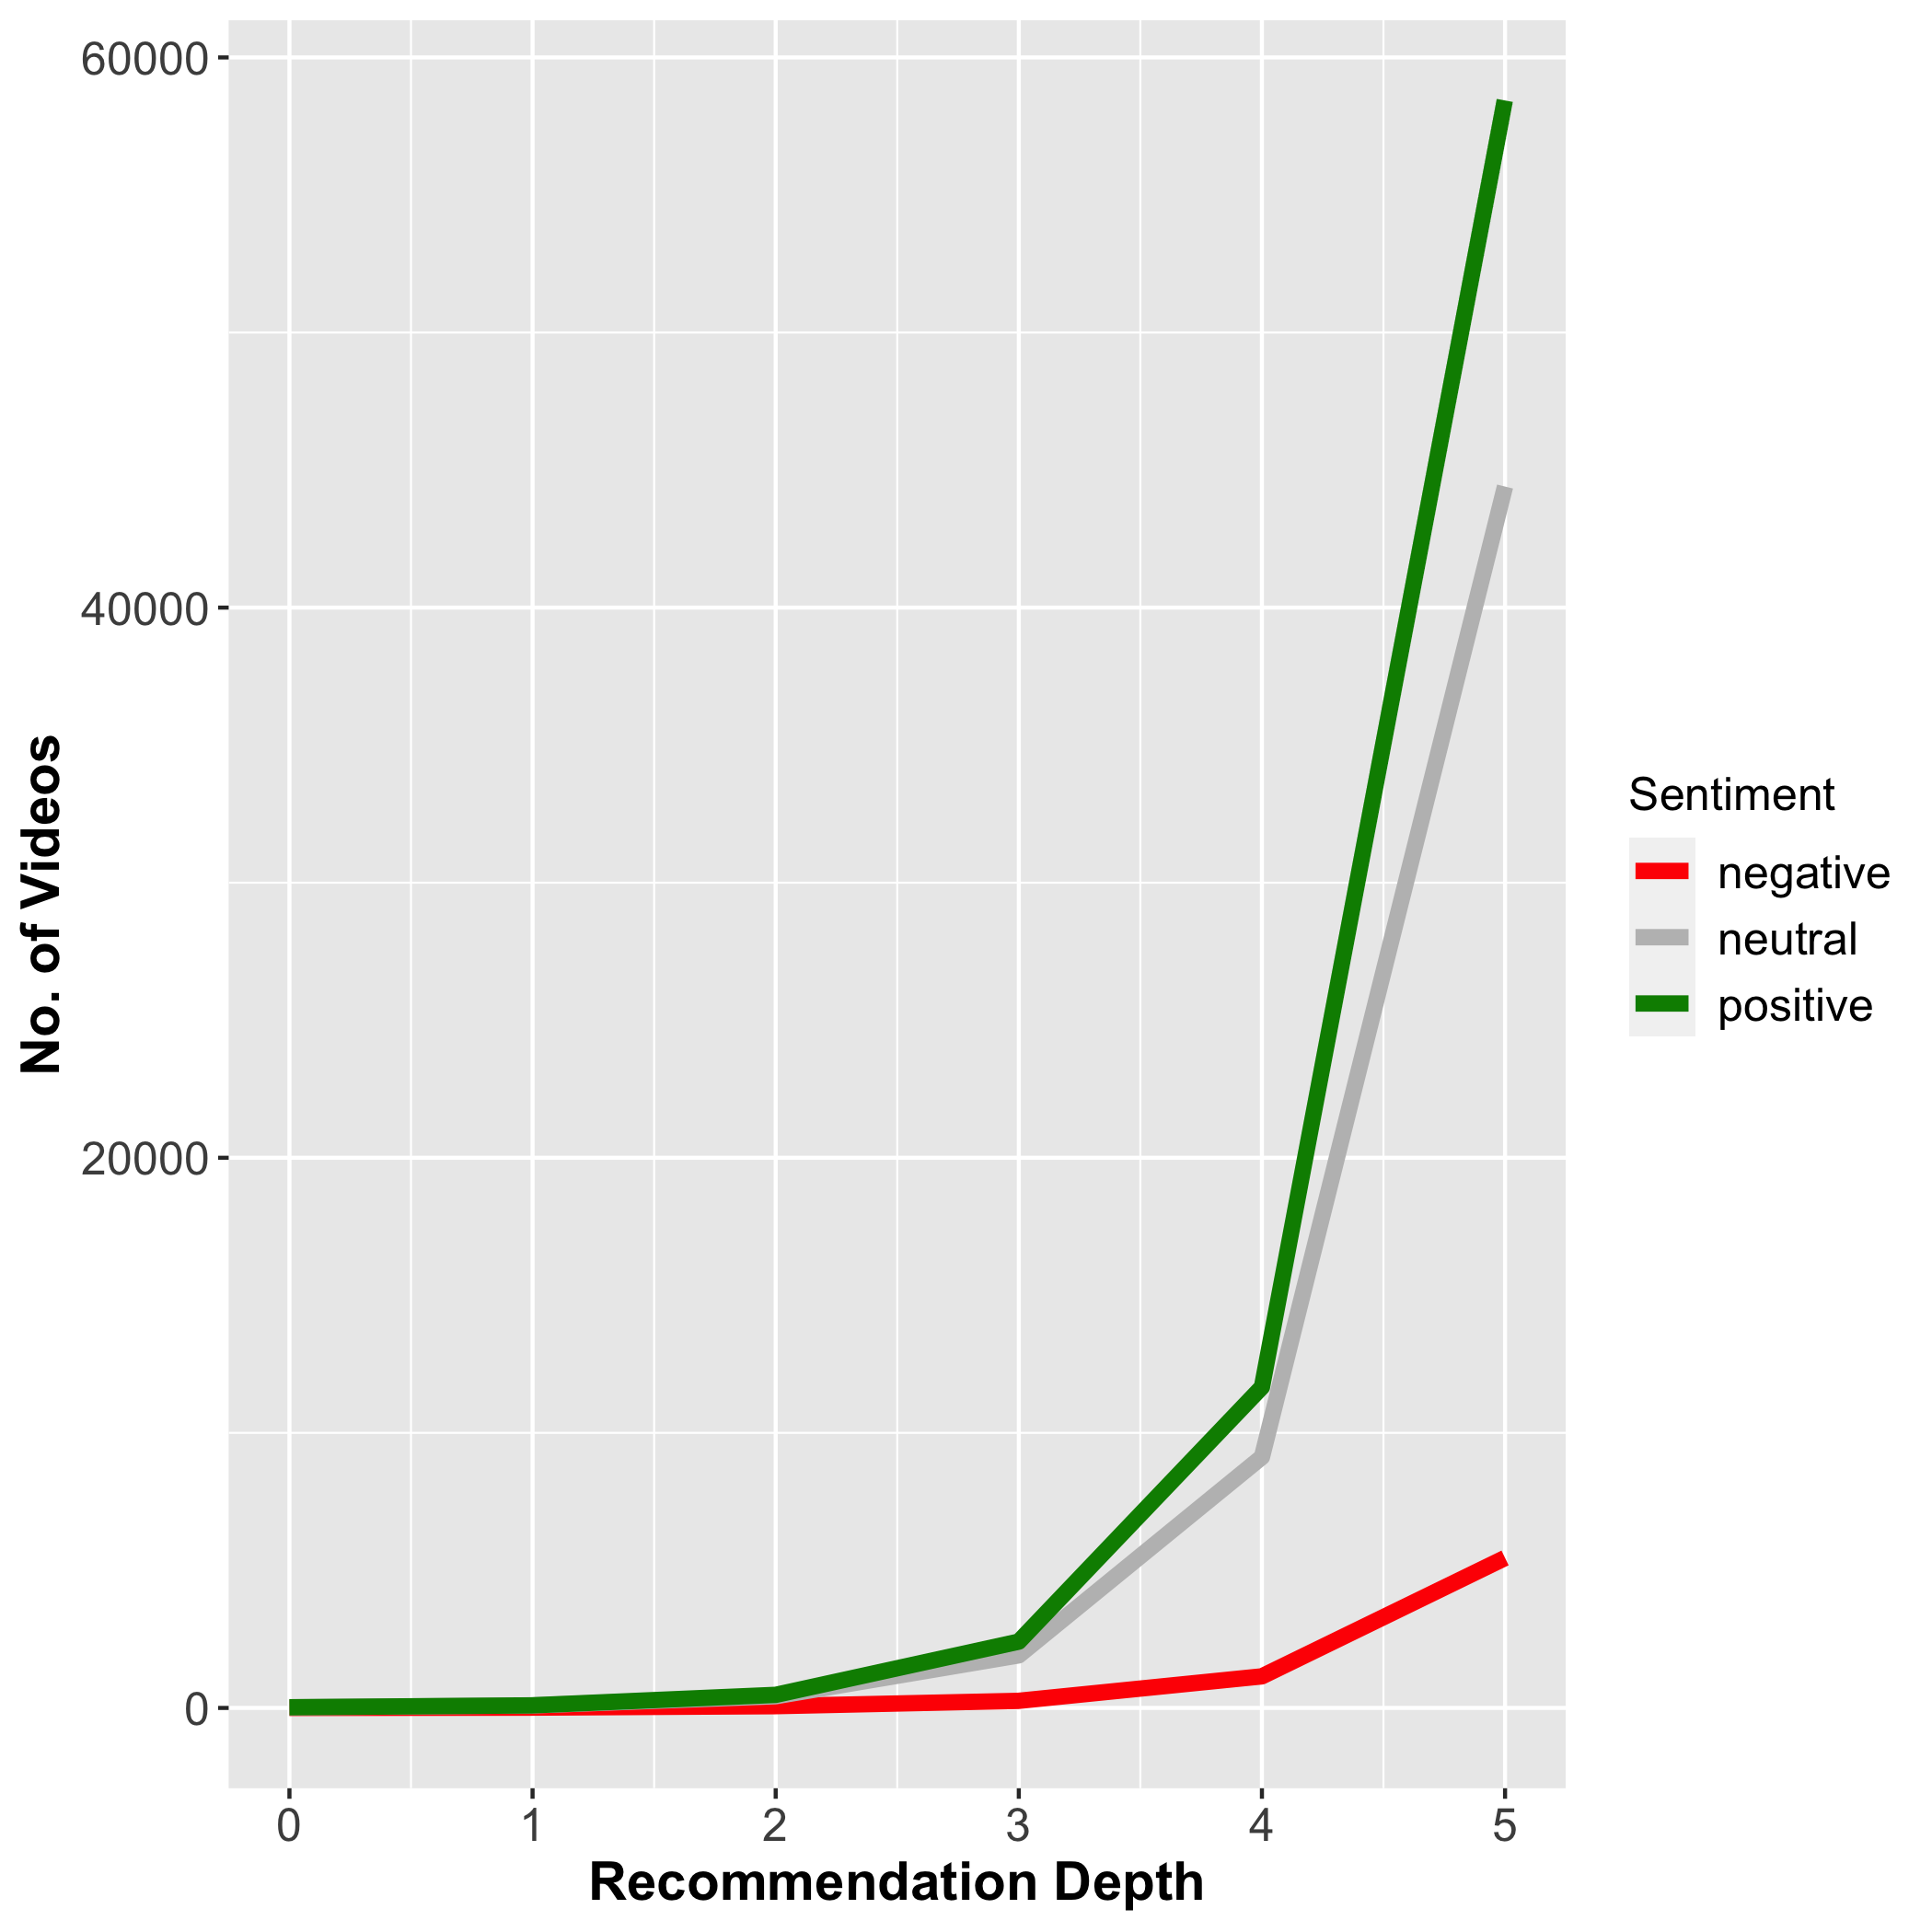 60000
40000
20000
0
No. of Videos
0 1 2 3 4 5
Recommendation Depth
Sentiment
negative
neutral
positive